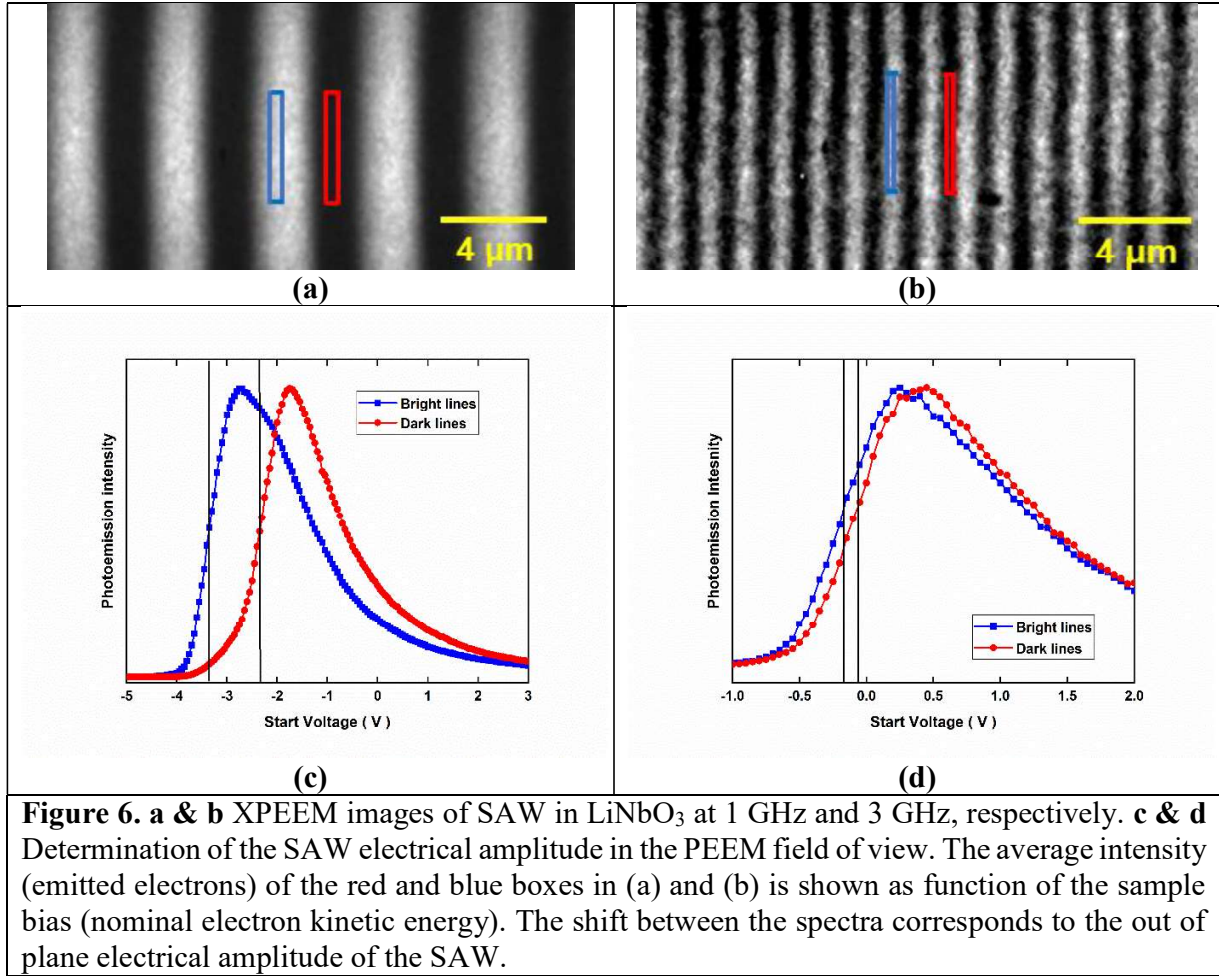 4 µm
4 µm
(a)
(b)
Photoemission intensity
Bright lines
Dark lines
-5 -4 -3 -2 -1 0 1 2 3
Start Voltage ( V )
(c)
Photoemission Intesnity
Bright lines
Dark lines
-1.0 -0.5 0.0 0.5 1.0 1.5 2.0
Start Voltage ( V )
(d)
Figure 6. a & b XPEEM images of SAW in LiNbO₃ at 1 GHz and 3 GHz, respectively. c & d
Determination of the SAW electrical amplitude in the PEEM field of view. The average intensity
(emitted electrons) of the red and blue boxes in (a) and (b) is shown as function of the sample
bias (nominal electron kinetic energy). The shift between the spectra corresponds to the out of
plane electrical amplitude of the SAW.